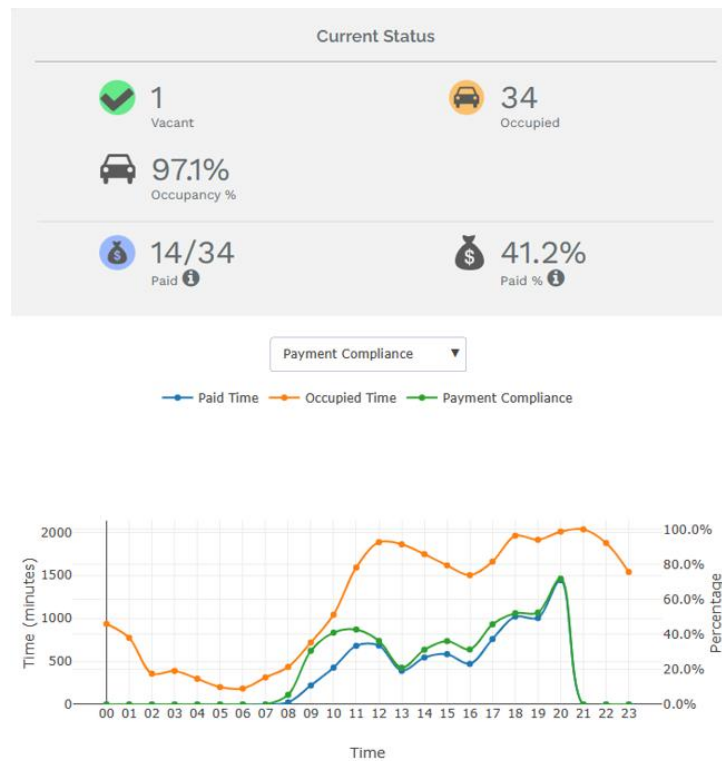 Current Status
1
Vacant
34
Occupied
97.1%
Occupancy %
14/34
Paid
41.2%
Paid %
Payment Compliance
Paid Time Occupied Time Payment Compliance
2000
1500
1000
500
0
Time (minutes)
100.0%
80.0%
60.0%
40.0%
20.0%
0.0%
Percentage
00 01 02 03 04 05 06 07 08 09 10 11 12 13 14 15 16 17 18 19 20 21 22 23
Time